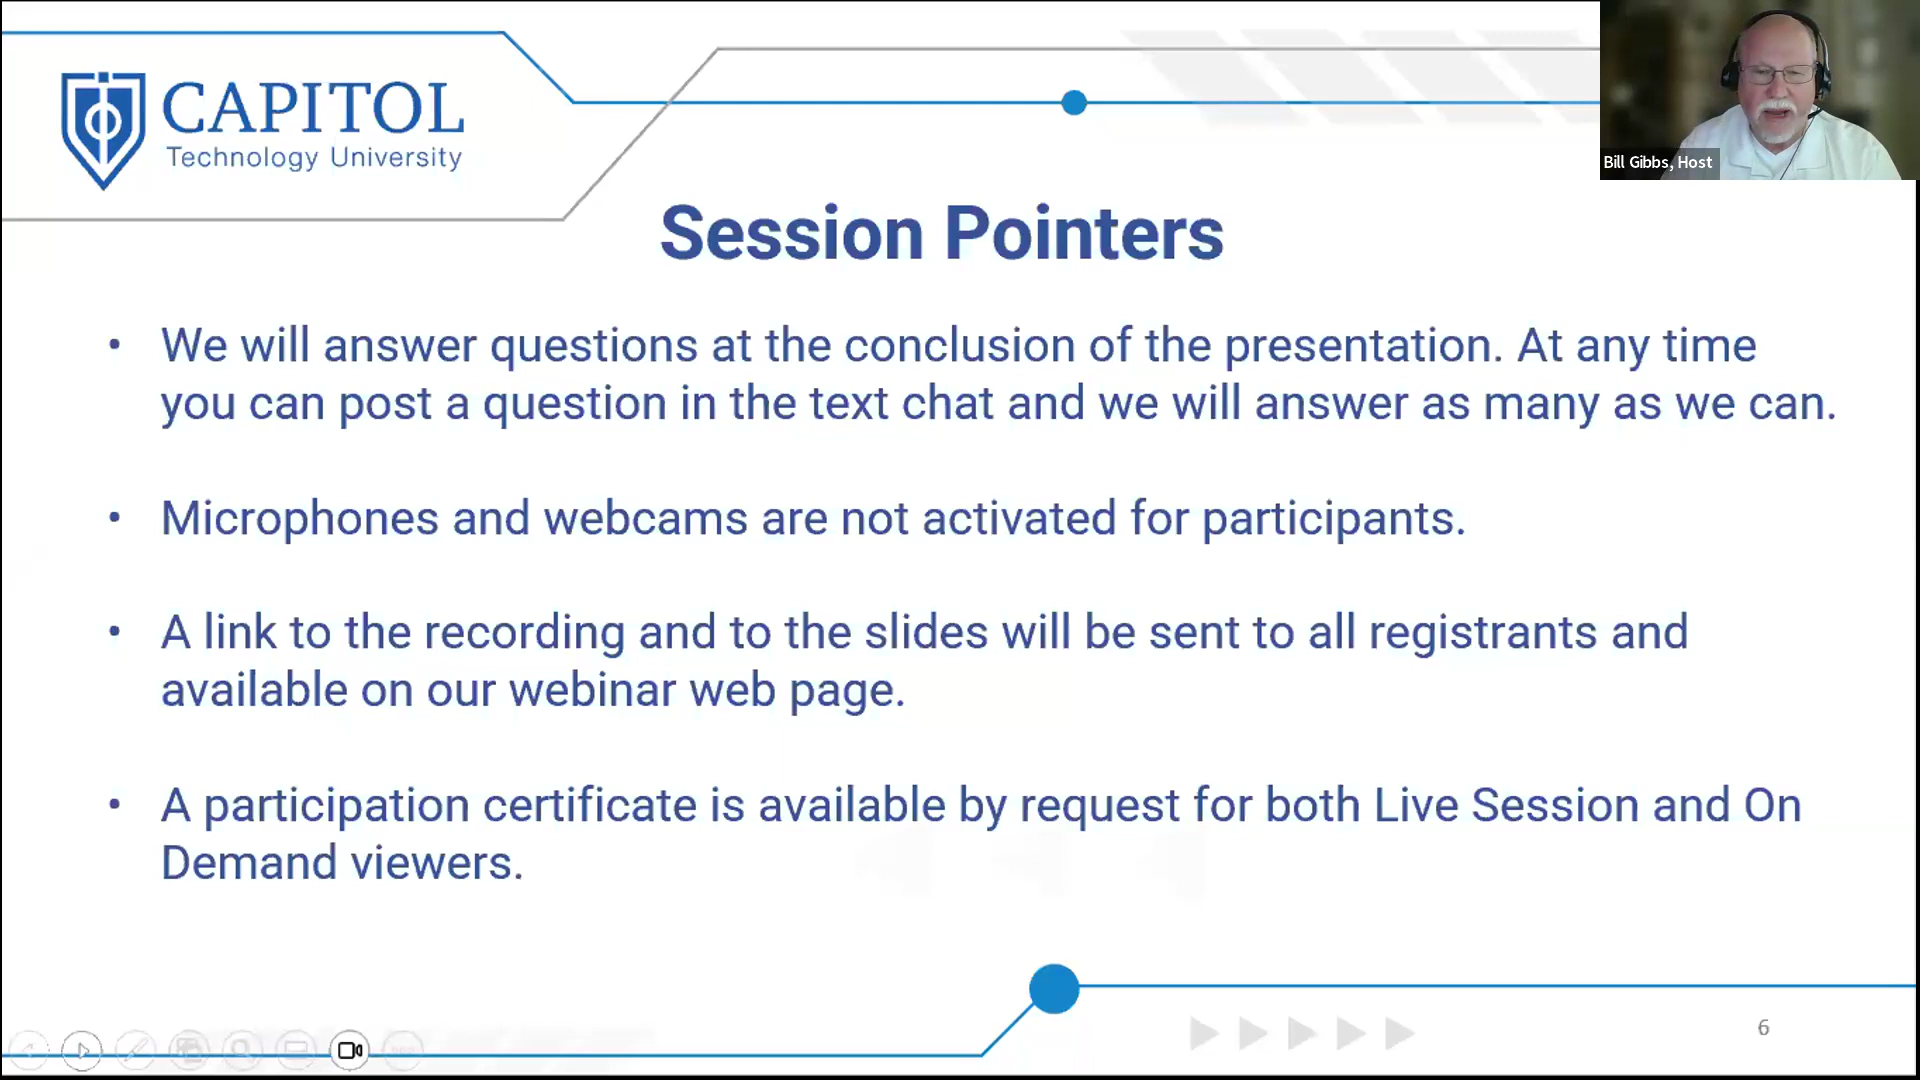 CAPITOL
Technology University
Bill Gibbs, Host
Session Pointers
• We will answer questions at the conclusion of the presentation. At any time
you can post a question in the text chat and we will answer as many as we can.
• Microphones and webcams are not activated for participants.
• A link to the recording and to the slides will be sent to all registrants and
available on our webinar web page.
• A participation certificate is available by request for both Live Session and On
Demand viewers.
6